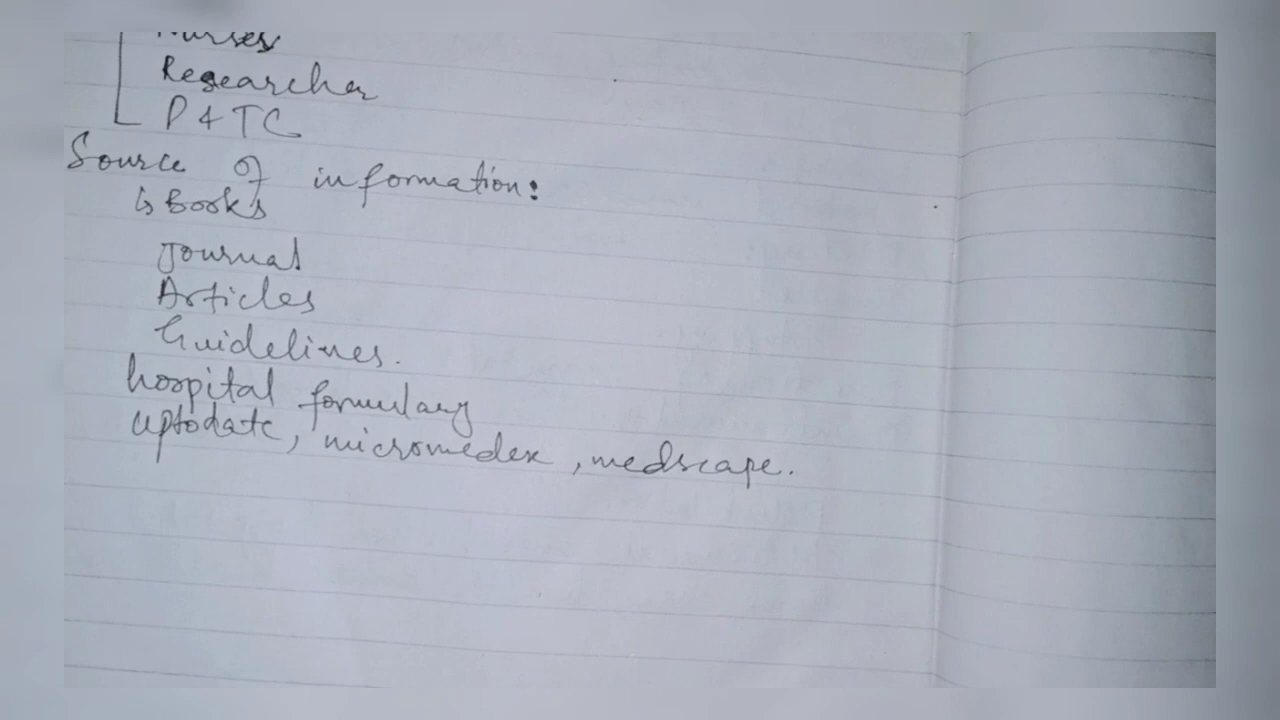 Nurses
Researcher
P & TC
Source of information:
↳ Books
Journal
Articles
Guidelines.
hospital formulary
uptodate, micromedex, medscape.